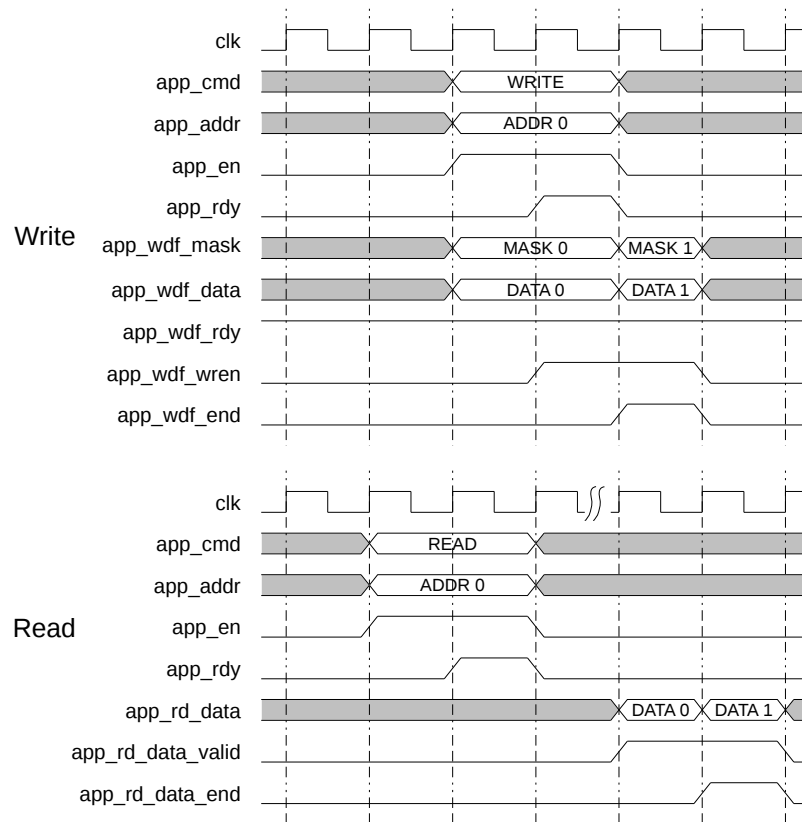 clk
app_cmd WRITE
app_addr ADDR 0
app_en
app_rdy
Write
app_wdf_mask MASK 0 MASK 1
app_wdf_data DATA 0 DATA 1
app_wdf_rdy
app_wdf_wren
app_wdf_end
clk
app_cmd READ
app_addr ADDR 0
Read
app_en
app_rdy
app_rd_data DATA 0 DATA 1
app_rd_data_valid
app_rd_data_end